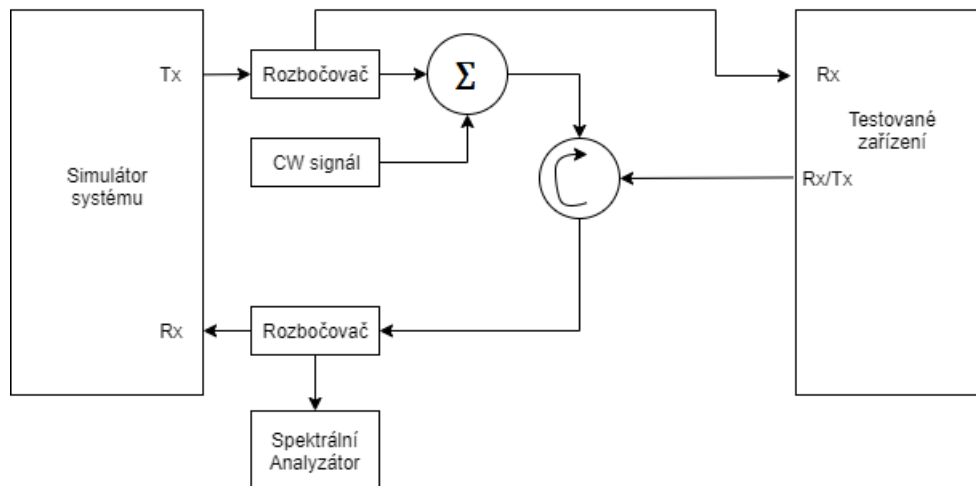 Tx
Rozbočovač
Σ
Rx
Testované
zařízení
CW signál
Simulátor
systému
Rx/Tx
Rx
Rozbočovač
Spektrální
Analyzátor